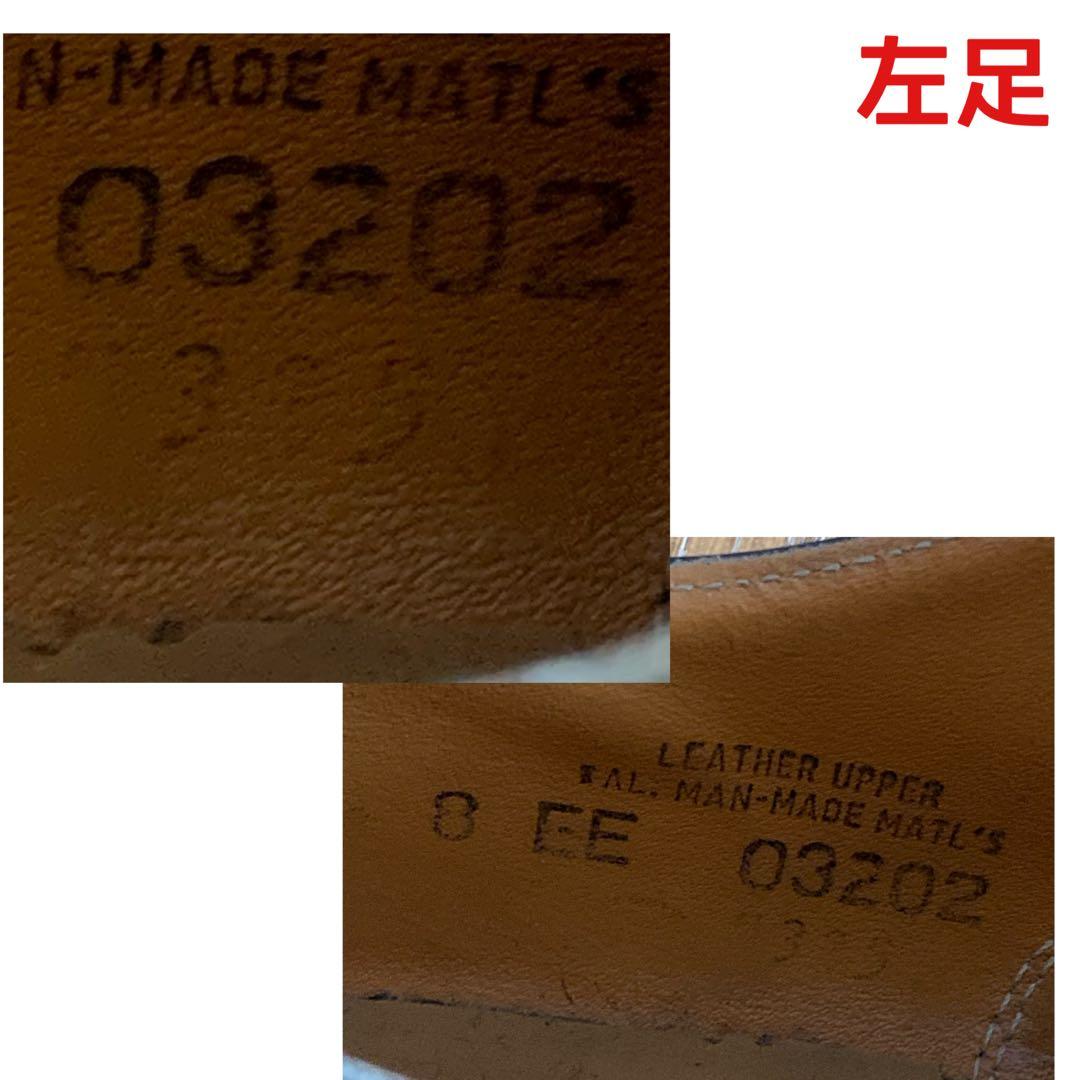 左足
N-MADE MATL'S
03202
LEATHER UPPER
BAL. MAN-MADE MATL'S
8 EE 03202